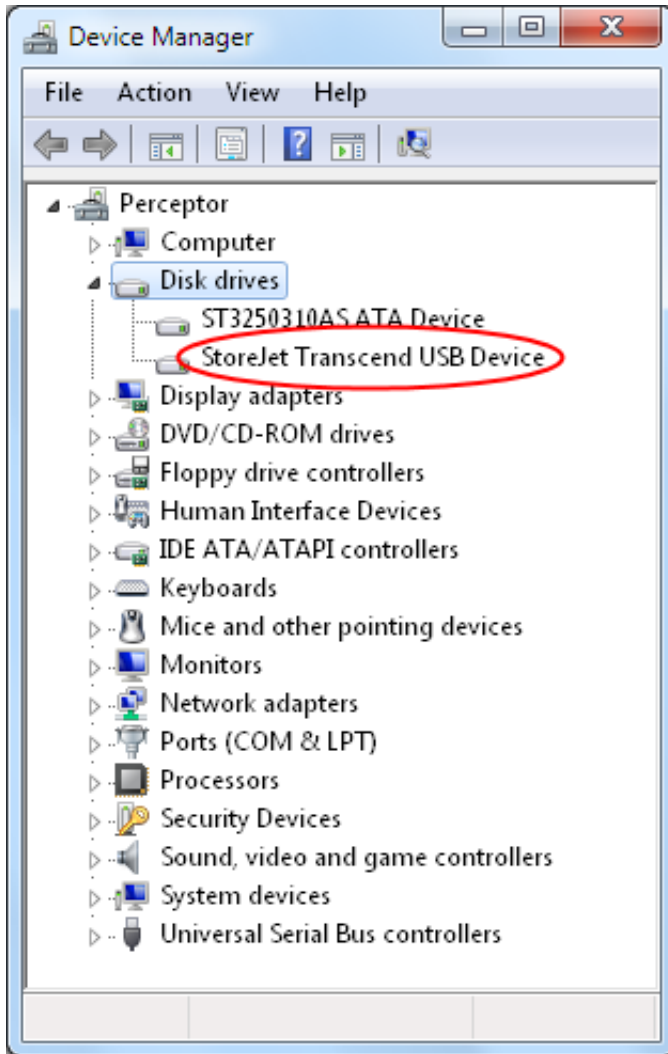 Device Manager
File Action View Help
Perceptor
Computer
Disk drives
ST3250310AS ATA Device
StoreJet Transcend USB Device
Display adapters
DVD/CD-ROM drives
Floppy drive controllers
Human Interface Devices
IDE ATA/ATAPI controllers
Keyboards
Mice and other pointing devices
Monitors
Network adapters
Ports (COM & LPT)
Processors
Security Devices
Sound, video and game controllers
System devices
Universal Serial Bus controllers